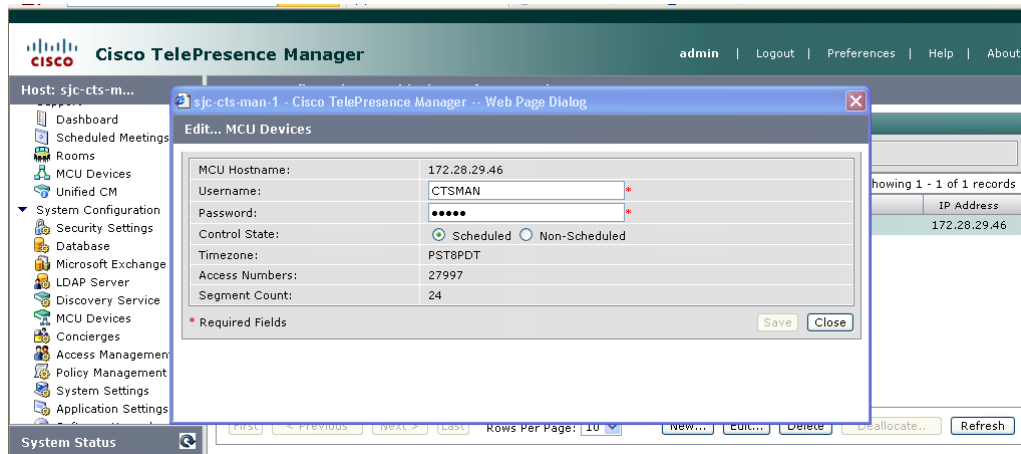 CISCO
Cisco TelePresence Manager
admin | Logout | Preferences | Help | About
Host: sjc-cts-m...
Dashboard
Scheduled Meetings
Rooms
MCU Devices
Unified CM
System Configuration
Security Settings
Database
Microsoft Exchange
LDAP Server
Discovery Service
MCU Devices
Concierges
Access Managemen
Policy Management
System Settings
Application Settings
System Status
sjc-cts-man-1 - Cisco TelePresence Manager -- Web Page Dialog
Edit... MCU Devices
MCU Hostname: 172.28.29.46
Username: CTSMAN *
Password: ••••• *
Control State: Scheduled Non-Scheduled
Timezone: PST8PDT
Access Numbers: 27997
Segment Count: 24
* Required Fields
Save Close
howing 1 - 1 of 1 records
IP Address
172.28.29.46
First < Previous Next > Last Rows Per Page: 10 New... Edit... Delete Deallocate.. Refresh